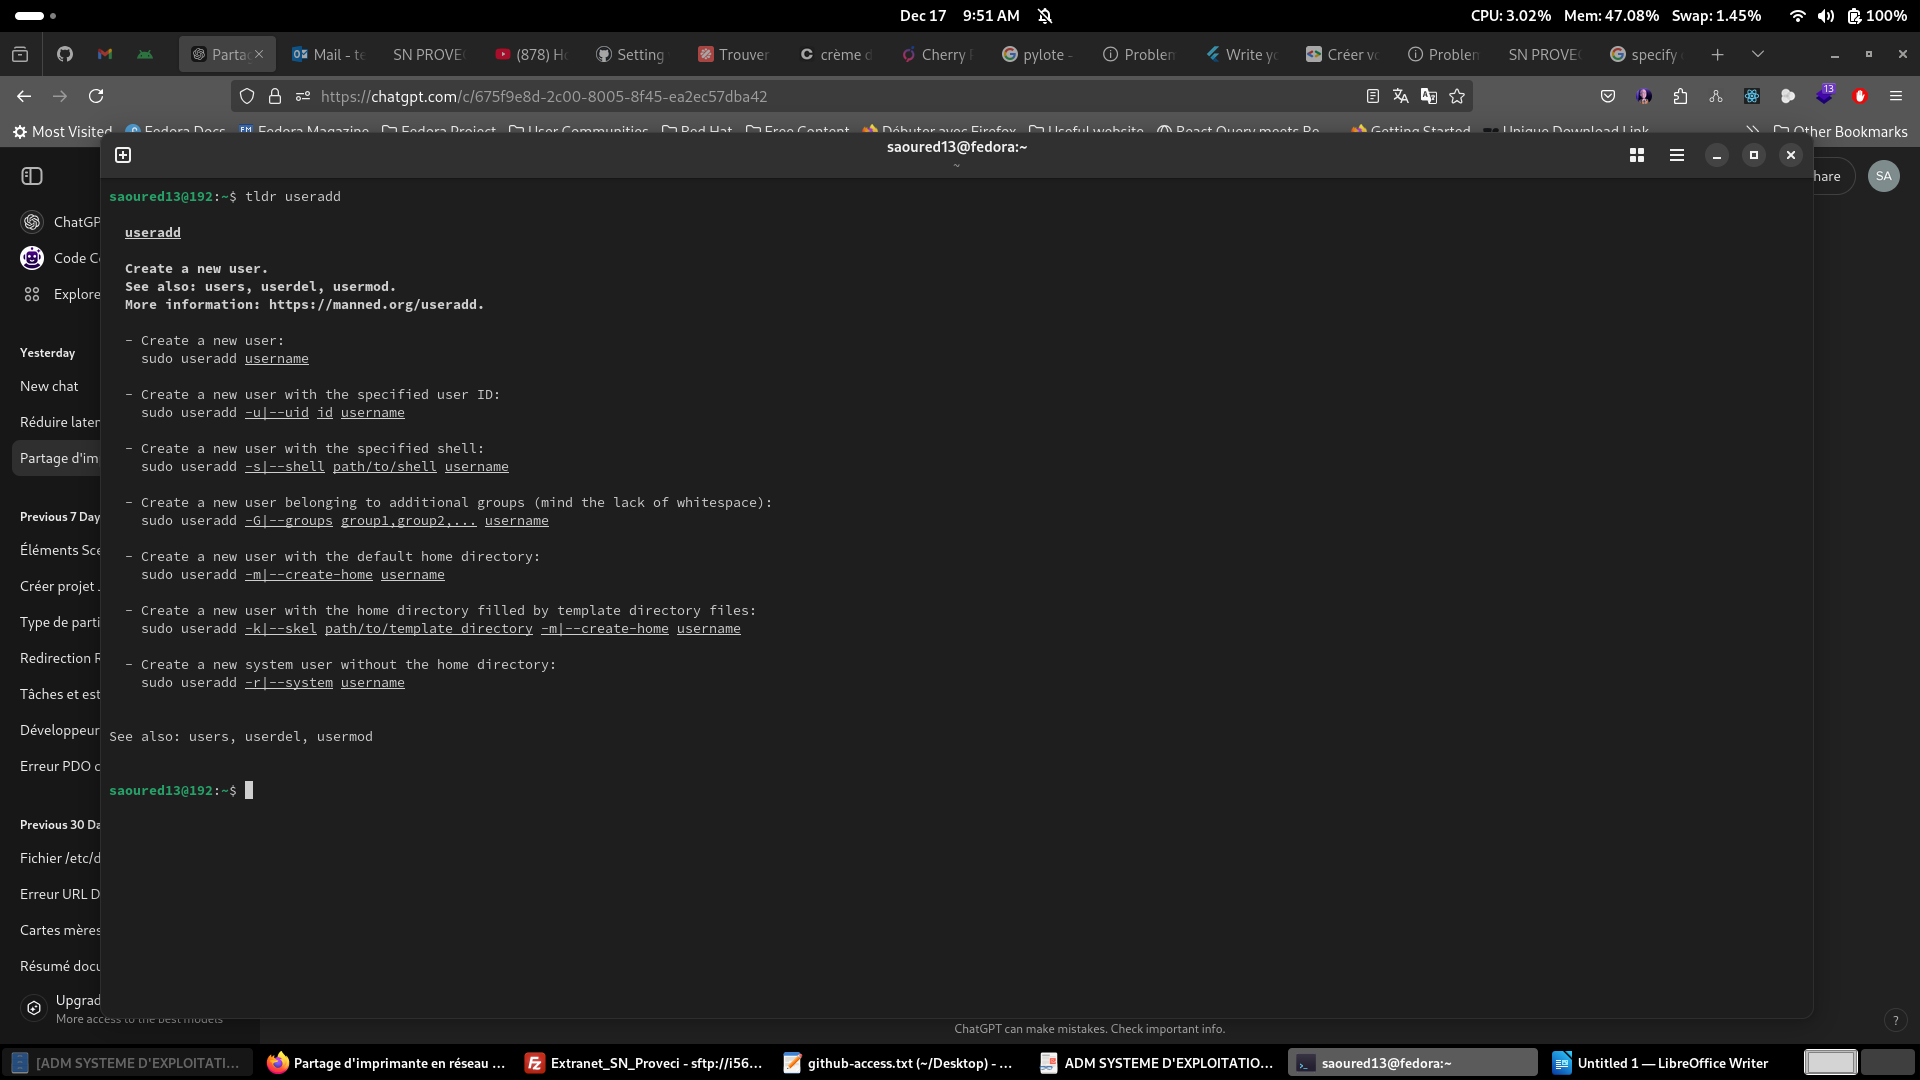 Dec 17 9:51 AM
CPU: 3.02% Mem: 47.08% Swap: 1.45% 100%
Parta Mail - te SN PROVE (878) H Setting Trouver crème d Cherry pylote - Problen Write y Créer v Problen SN PROVE specify
https://chatgpt.com/c/675f9e8d-2c00-8005-8f45-ea2ec57dba42 13
Most Visited Fedora Docs Fedora Magazine Fedora Project User Communities Red Hat Free Content Débuter avec Firefox Useful website React Query meets Re Getting Started Unique Download Link Other Bookmarks
saoured13@fedora:~
~
hare SA
ChatGP
Code C
Explore
Yesterday
New chat
Réduire later
Partage d'im
Previous 7 Day
Éléments Sce
Créer projet
Type de parti
Redirection R
Tâches et est
Développeur
Erreur PDO c
Previous 30 Da
Fichier /etc/d
Erreur URL D
Cartes mères
Résumé docu
Upgrad
More access to the best models
saoured13@192:~$ tldr useradd
useradd
Create a new user.
See also: users, userdel, usermod.
More information: https://manned.org/useradd.
- Create a new user:
sudo useradd username
- Create a new user with the specified user ID:
sudo useradd -u|--uid id username
- Create a new user with the specified shell:
sudo useradd -s|--shell path/to/shell username
- Create a new user belonging to additional groups (mind the lack of whitespace):
sudo useradd -G|--groups group1,group2,... username
- Create a new user with the default home directory:
sudo useradd -m|--create-home username
- Create a new user with the home directory filled by template directory files:
sudo useradd -k|--skel path/to/template_directory -m|--create-home username
- Create a new system user without the home directory:
sudo useradd -r|--system username
See also: users, userdel, usermod
saoured13@192:~$
ChatGPT can make mistakes. Check important info.
?
[ADM SYSTEME D'EXPLOITATI... Partage d'imprimante en réseau ... Extranet_SN_Proveci - sftp://i56... github-access.txt (~/Desktop) - ... ADM SYSTEME D'EXPLOITATIO... saoured13@fedora:~ Untitled 1 — LibreOffice Writer